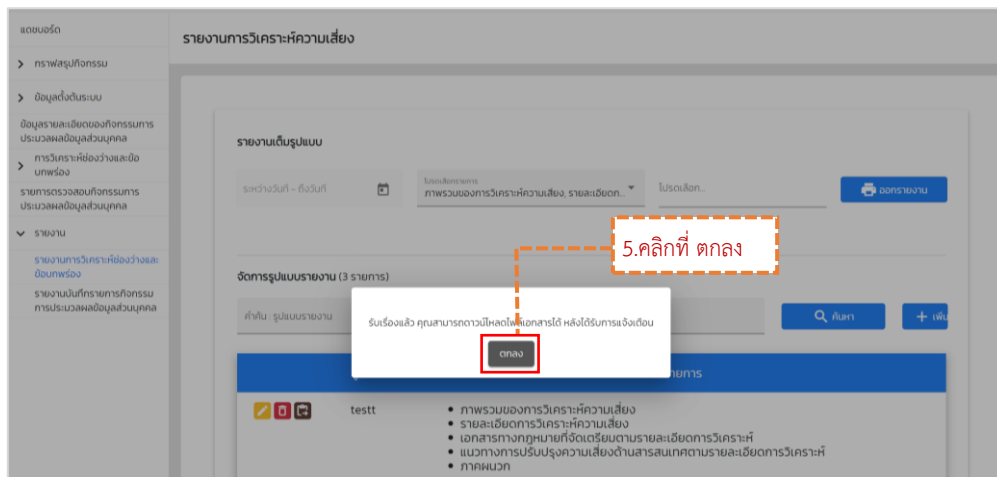 แดชบอร์ด
รายงานการวิเคราะห์ความเสี่ยง
กราฟสรุปกิจกรรม
ข้อมูลตั้งต้นระบบ
ข้อมูลรายละเอียดของกิจกรรมการ
ประมวลผลข้อมูลส่วนบุคคล
การวิเคราะห์ช่องว่างและข้อ
บกพร่อง
รายการตรวจสอบกิจกรรมการ
ประมวลผลข้อมูลส่วนบุคคล
รายงาน
รายงานการวิเคราะห์ช่องว่างและ
ข้อบกพร่อง
รายงานบันทึกรายการกิจกรรม
การประมวลผลข้อมูลส่วนบุคคล
รายงานเต็มรูปแบบ
ระหว่างวันที่ - ถึงวันที่
โปรดเลือกรายการ
ภาพรวมของการวิเคราะห์ความเสี่ยง, รายละเอียดก...
โปรดเลือก..
ออกรายงาน
5.คลิกที่ ตกลง
จัดการรูปแบบรายงาน (3 รายการ)
คำค้น : รูปแบบรายงาน
ค้นหา
+ เพิ่ม
รับเรื่องแล้ว คุณสามารถดาวน์โหลดไฟล์เอกสารได้ หลังได้รับการแจ้งเตือน
ตกลง
ายการ
testt
• ภาพรวมของการวิเคราะห์ความเสี่ยง
• รายละเอียดการวิเคราะห์ความเสี่ยง
• เอกสารทางกฎหมายที่จัดเตรียมตามรายละเอียดการวิเคราะห์
• แนวทางการปรับปรุงความเสี่ยงด้านสารสนเทศตามรายละเอียดการวิเคราะห์
• ภาคผนวก